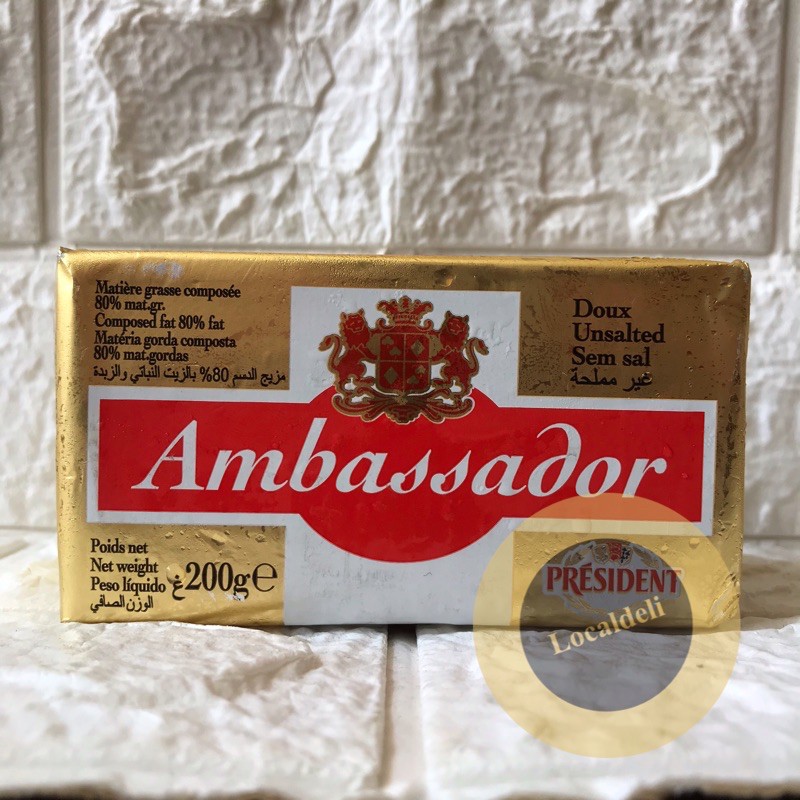 Matière grasse composée
80% mat.gr.
Composed fat 80% fat
Matéria gorda composta
80% mat.gordas
مزيج الدسم 80% بالزيت النباتي والزبدة
Doux
Unsalted
Sem sal
غير مملحة
Ambassador
Poids net
Net weight
Peso líquido
الوزن الصافي
غ 200g e
PRÉSIDENT
Localdeli